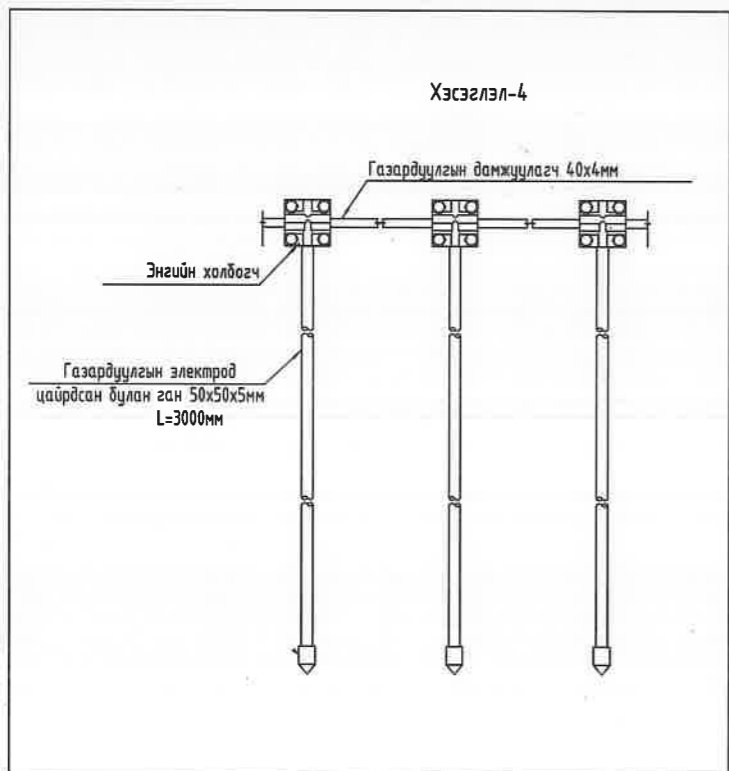 Хэсэглэл-4
Газардуулгын дамжуулагч 40х4мм
Энгийн холбогч
Газардуулгын электрод
цайрдсан булан ган 50х50х5мм
L=3000мм